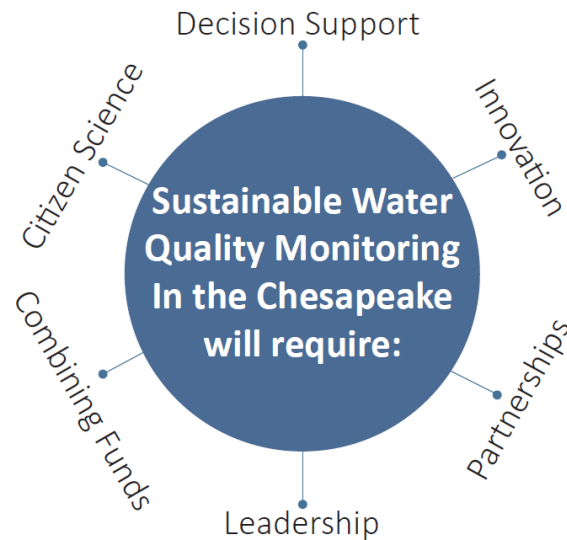 Decision Support
Innovation
Citizen Science
Sustainable Water
Quality Monitoring
In the Chesapeake
will require:
Combining Funds
Partnerships
Leadership